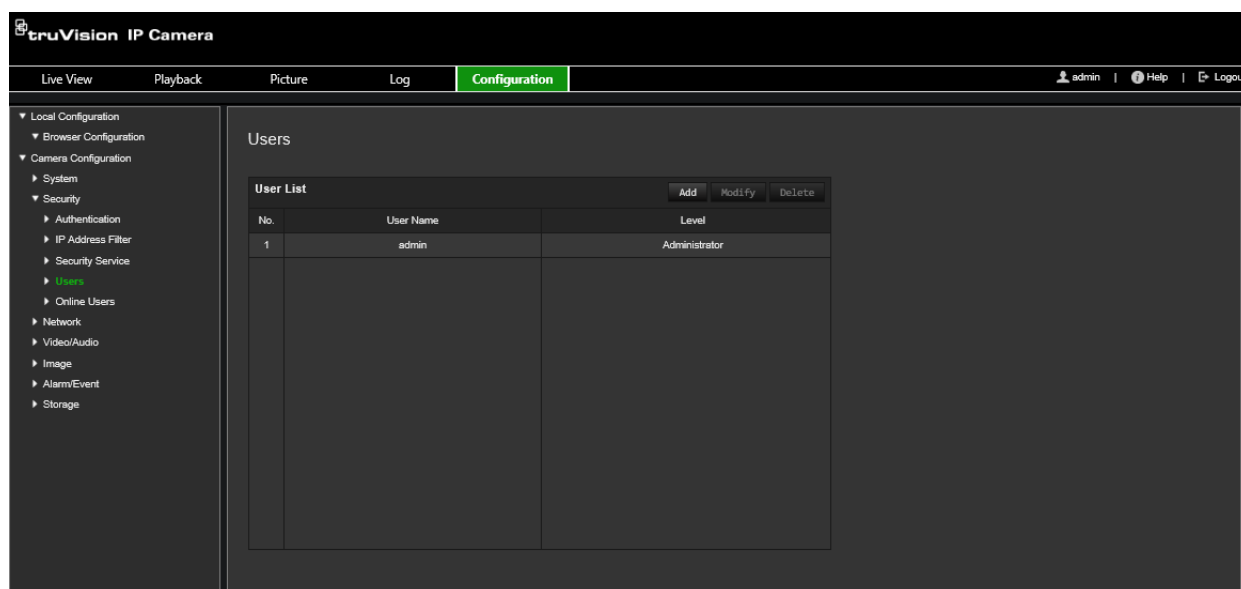 truVision IP Camera
Live View Playback Picture Log Configuration admin | Help | Logou
Local Configuration
Browser Configuration
Camera Configuration
System
Security
Authentication
IP Address Filter
Security Service
Users
Online Users
Network
Video/Audio
Image
Alarm/Event
Storage
Users
User List Add Modify Delete
No. User Name Level
1 admin Administrator